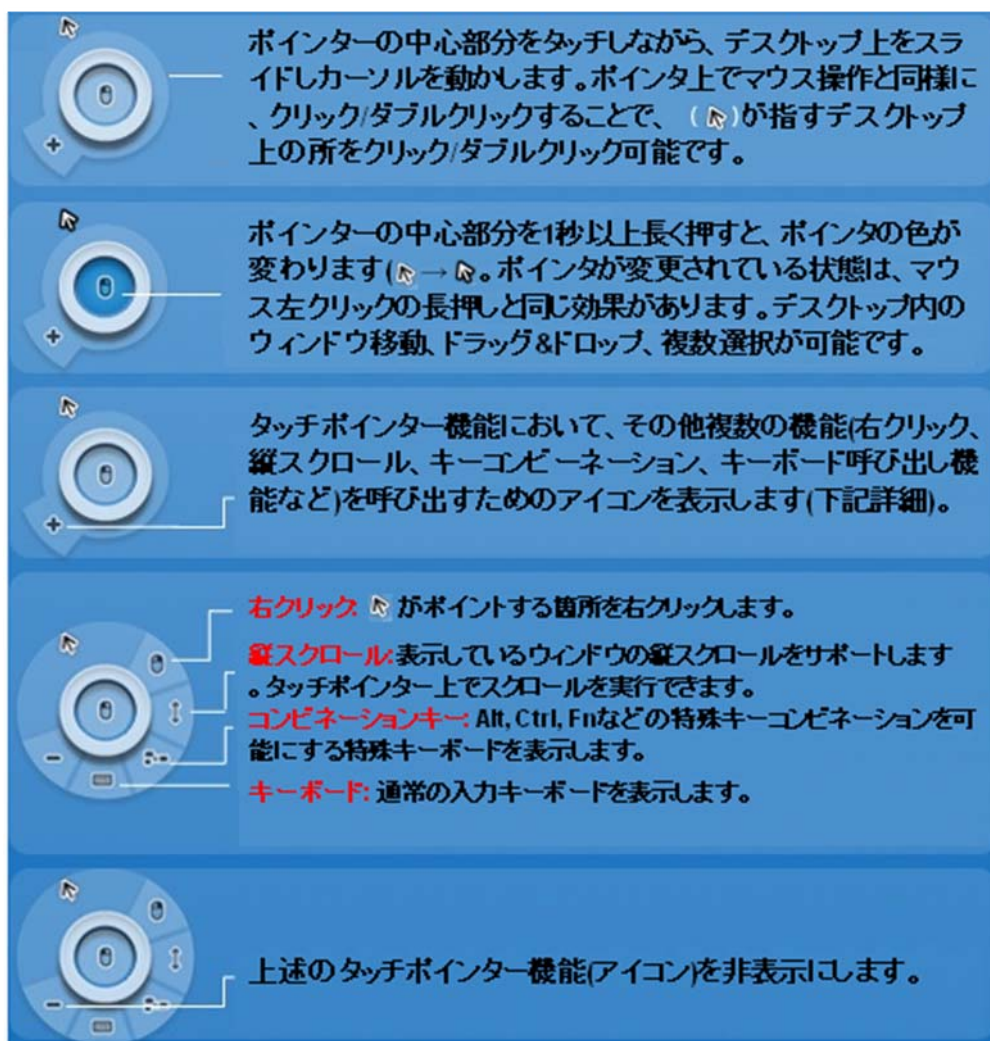 ポインターの中心部分をタッチしながら、デスクトップ上をスラ
イドしカーソルを動かします。ポインタ上でマウス操作と同様に
、クリック/ダブルクリックすることで、 ( )が指すデスクトップ
上の所をクリック/ダブルクリック可能です。
ポインターの中心部分を1秒以上長く押すと、ポインタの色が
変わります( → 。ポインタが変更されている状態は、マウ
ス左クリックの長押しと同じ効果があります。デスクトップ内の
ウィンドウ移動、ドラッグ&ドロップ、複数選択が可能です。
タッチポインター機能において、その他複数の機能(右クリック、
縦スクロール、キーコンビーネーション、キーボード呼び出し機
能など)を呼び出すためのアイコンを表示します(下記詳細)。
右クリック: がポイントする箇所を右クリックします。
縦スクロール:表示しているウィンドウの縦スクロールをサポートします
。タッチポインター上でスクロールを実行できます。
コンビネーションキー: Alt, Ctrl, Fnなどの特殊キーコンビネーションを可
能にする特殊キーボードを表示します。
キーボード: 通常の入力キーボードを表示します。
上述のタッチポインター機能(アイコン)を非表示にします。